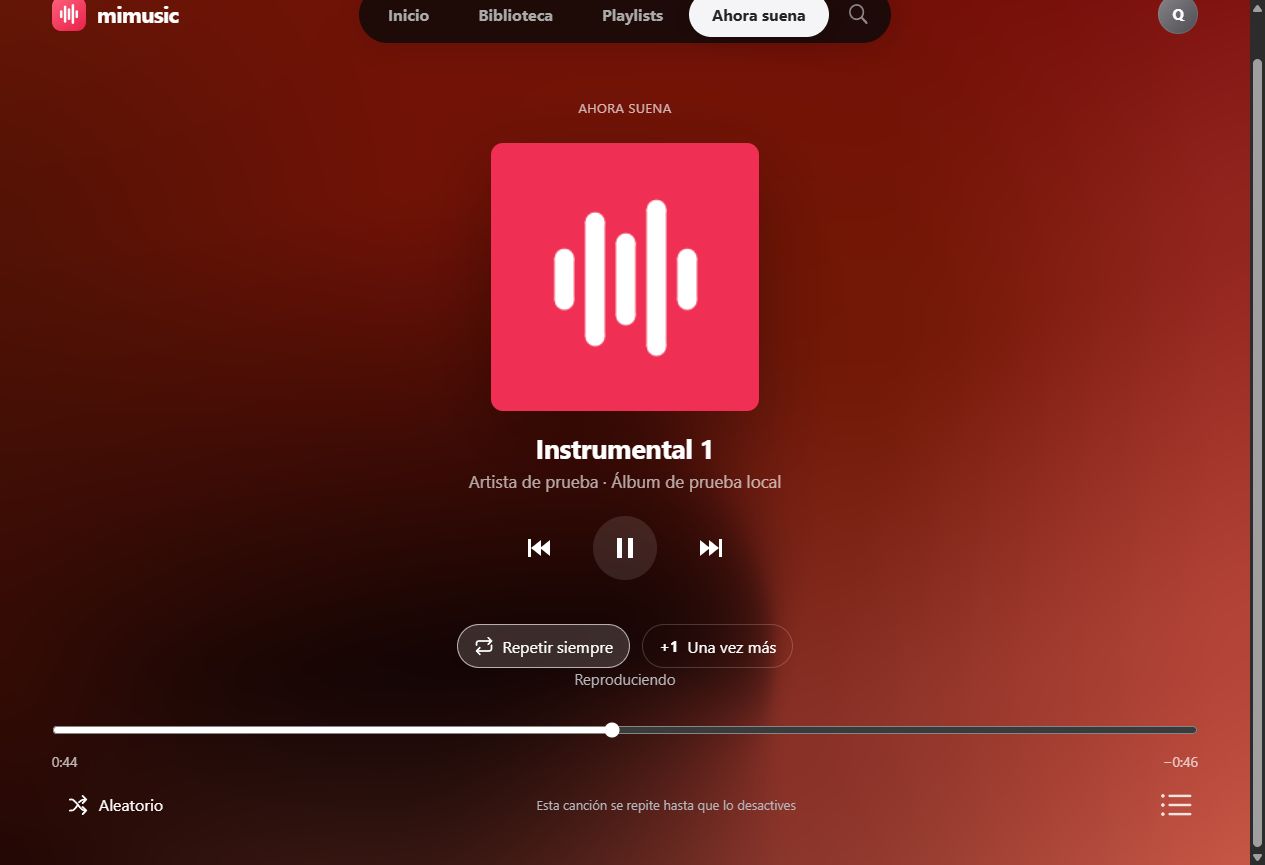 mimusic
Inicio
Biblioteca
Playlists
Ahora suena
Q
AHORA SUENA
Instrumental 1
Artista de prueba · Álbum de prueba local
Repetir siempre
+1 Una vez más
Reproduciendo
0:44
−0:46
Aleatorio
Esta canción se repite hasta que lo desactives